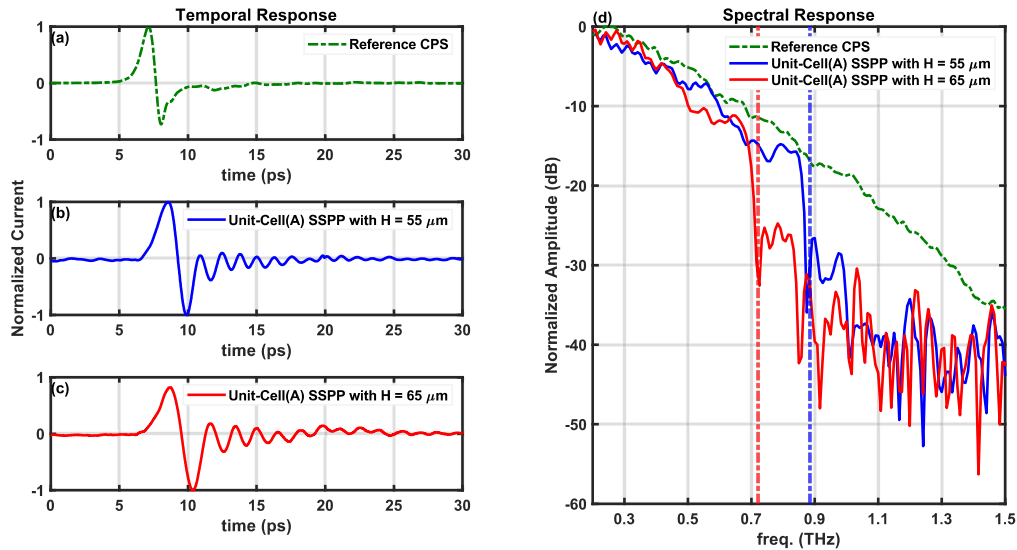 Temporal Response
(a)
Reference CPS
1
0
-1
0 5 10 15 20 25 30
time (ps)
Normalized Current
(b)
Unit-Cell(A) SSPP with H = 55 μm
1
0
-1
0 5 10 15 20 25 30
time (ps)
(c)
Unit-Cell(A) SSPP with H = 65 μm
1
0
-1
0 5 10 15 20 25 30
time (ps)
Spectral Response
(d)
Reference CPS
Unit-Cell(A) SSPP with H = 55 μm
Unit-Cell(A) SSPP with H = 65 μm
Normalized Amplitude (dB)
0
-10
-20
-30
-40
-50
-60
0.3 0.5 0.7 0.9 1.1 1.3 1.5
freq. (THz)